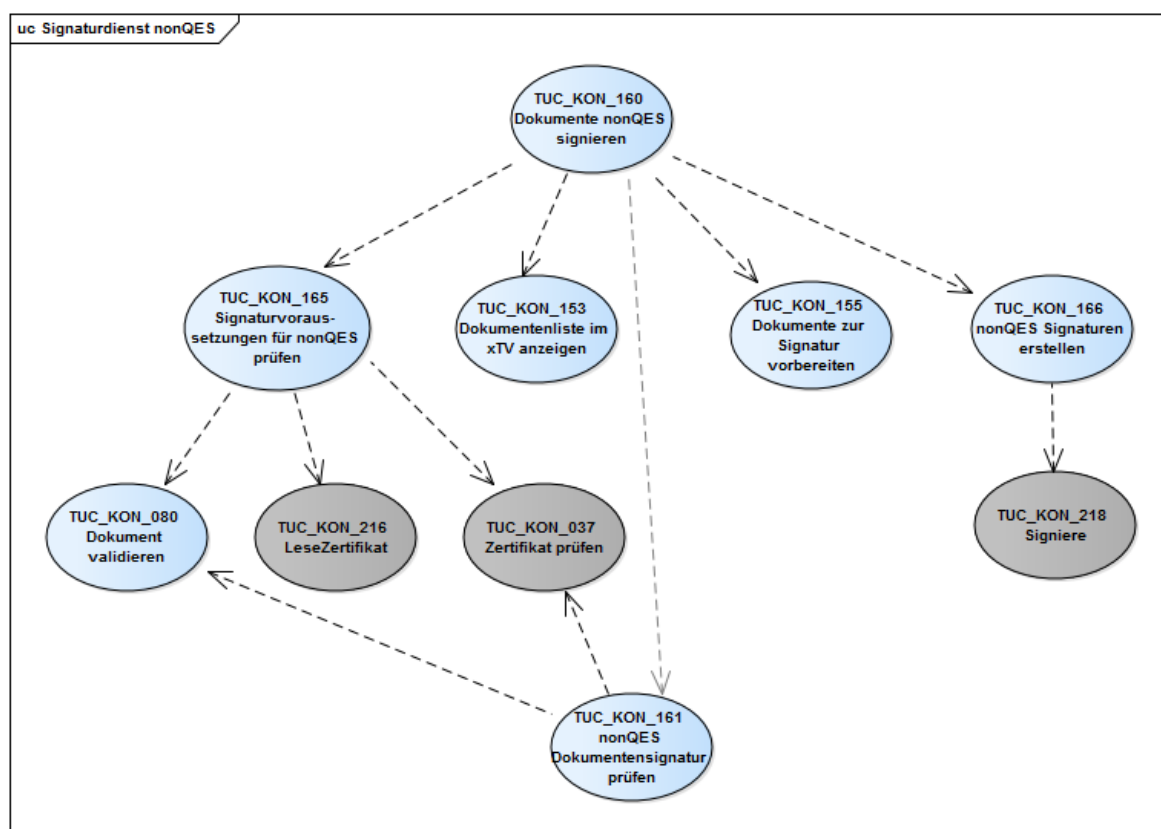 uc Signaturdienst nonQES
TUC_KON_160
Dokumente nonQES
signieren
TUC_KON_165
Signaturvoraus-
setzungen für nonQES
prüfen
TUC_KON_153
Dokumentenliste im
xTV anzeigen
TUC_KON_155
Dokumente zur
Signatur
vorbereiten
TUC_KON_166
nonQES Signaturen
erstellen
TUC_KON_080
Dokument
validieren
TUC_KON_216
LeseZertifikat
TUC_KON_037
Zertifikat prüfen
TUC_KON_218
Signiere
TUC_KON_161
nonQES
Dokumentensignatur
prüfen